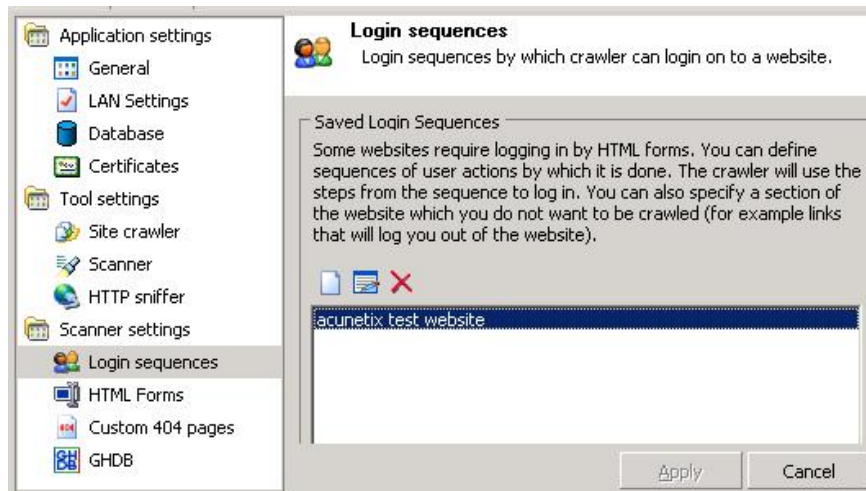 Application settings
General
LAN Settings
Database
Certificates
Tool settings
Site crawler
Scanner
HTTP sniffer
Scanner settings
Login sequences
HTML Forms
Custom 404 pages
GHDB
Login sequences
Login sequences by which crawler can login on to a website.
Saved Login Sequences
Some websites require logging in by HTML forms. You can define
sequences of user actions by which it is done. The crawler will use the
steps from the sequence to log in. You can also specify a section of
the website which you do not want to be crawled (for example links
that will log you out of the website).
acunetix test website
Apply
Cancel